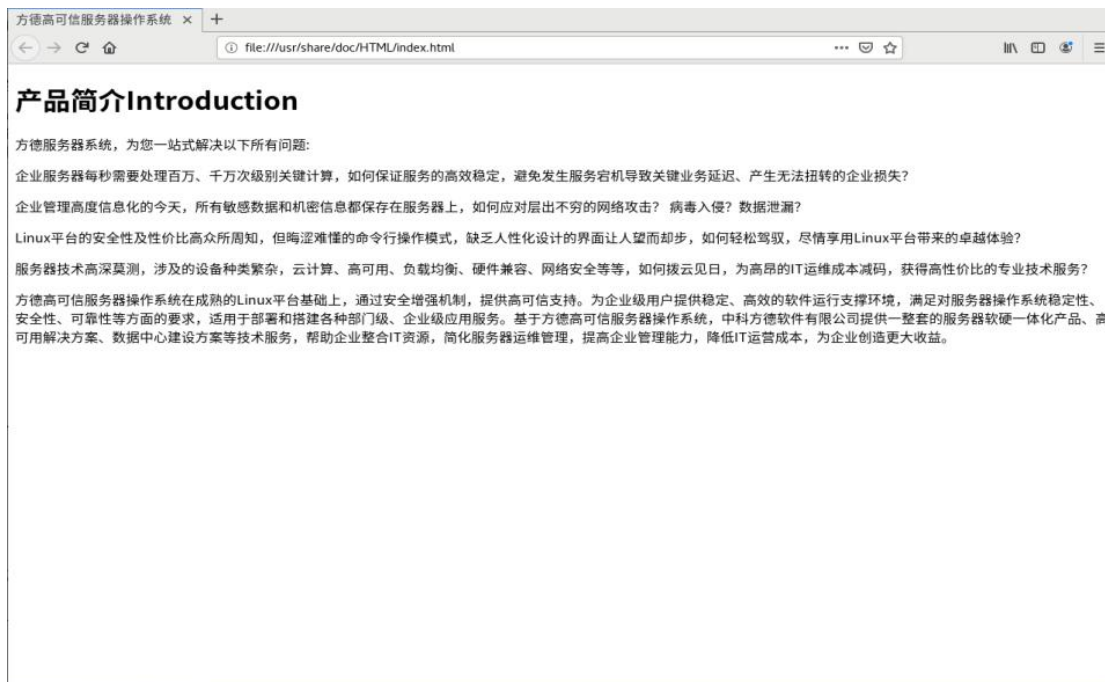 方德高可信服务器操作系统
file:///usr/share/doc/HTML/index.html
产品简介Introduction
方德服务器系统，为您一站式解决以下所有问题:
企业服务器每秒需要处理百万、千万次级别关键计算，如何保证服务的高效稳定，避免发生服务宕机导致关键业务延迟、产生无法扭转的企业损失?
企业管理高度信息化的今天，所有敏感数据和机密信息都保存在服务器上，如何应对层出不穷的网络攻击? 病毒入侵? 数据泄漏?
Linux平台的安全性及性价比高众所周知，但晦涩难懂的命令行操作模式，缺乏人性化设计的界面让人望而却步，如何轻松驾驭，尽情享用Linux平台带来的卓越体验?
服务器技术高深莫测，涉及的设备种类繁杂，云计算、高可用、负载均衡、硬件兼容、网络安全等等，如何拨云见日，为高昂的IT运维成本减码，获得高性价比的专业技术服务?
方德高可信服务器操作系统在成熟的Linux平台基础上，通过安全增强机制，提供高可信支持。为企业级用户提供稳定、高效的软件运行支撑环境，满足对服务器操作系统稳定性、
安全性、可靠性等方面的要求，适用于部署和搭建各种部门级、企业级应用服务。基于方德高可信服务器操作系统，中科方德软件有限公司提供一整套的服务器软硬一体化产品、高
可用解决方案、数据中心建设方案等技术服务，帮助企业整合IT资源，简化服务器运维管理，提高企业管理能力，降低IT运营成本，为企业创造更大收益。